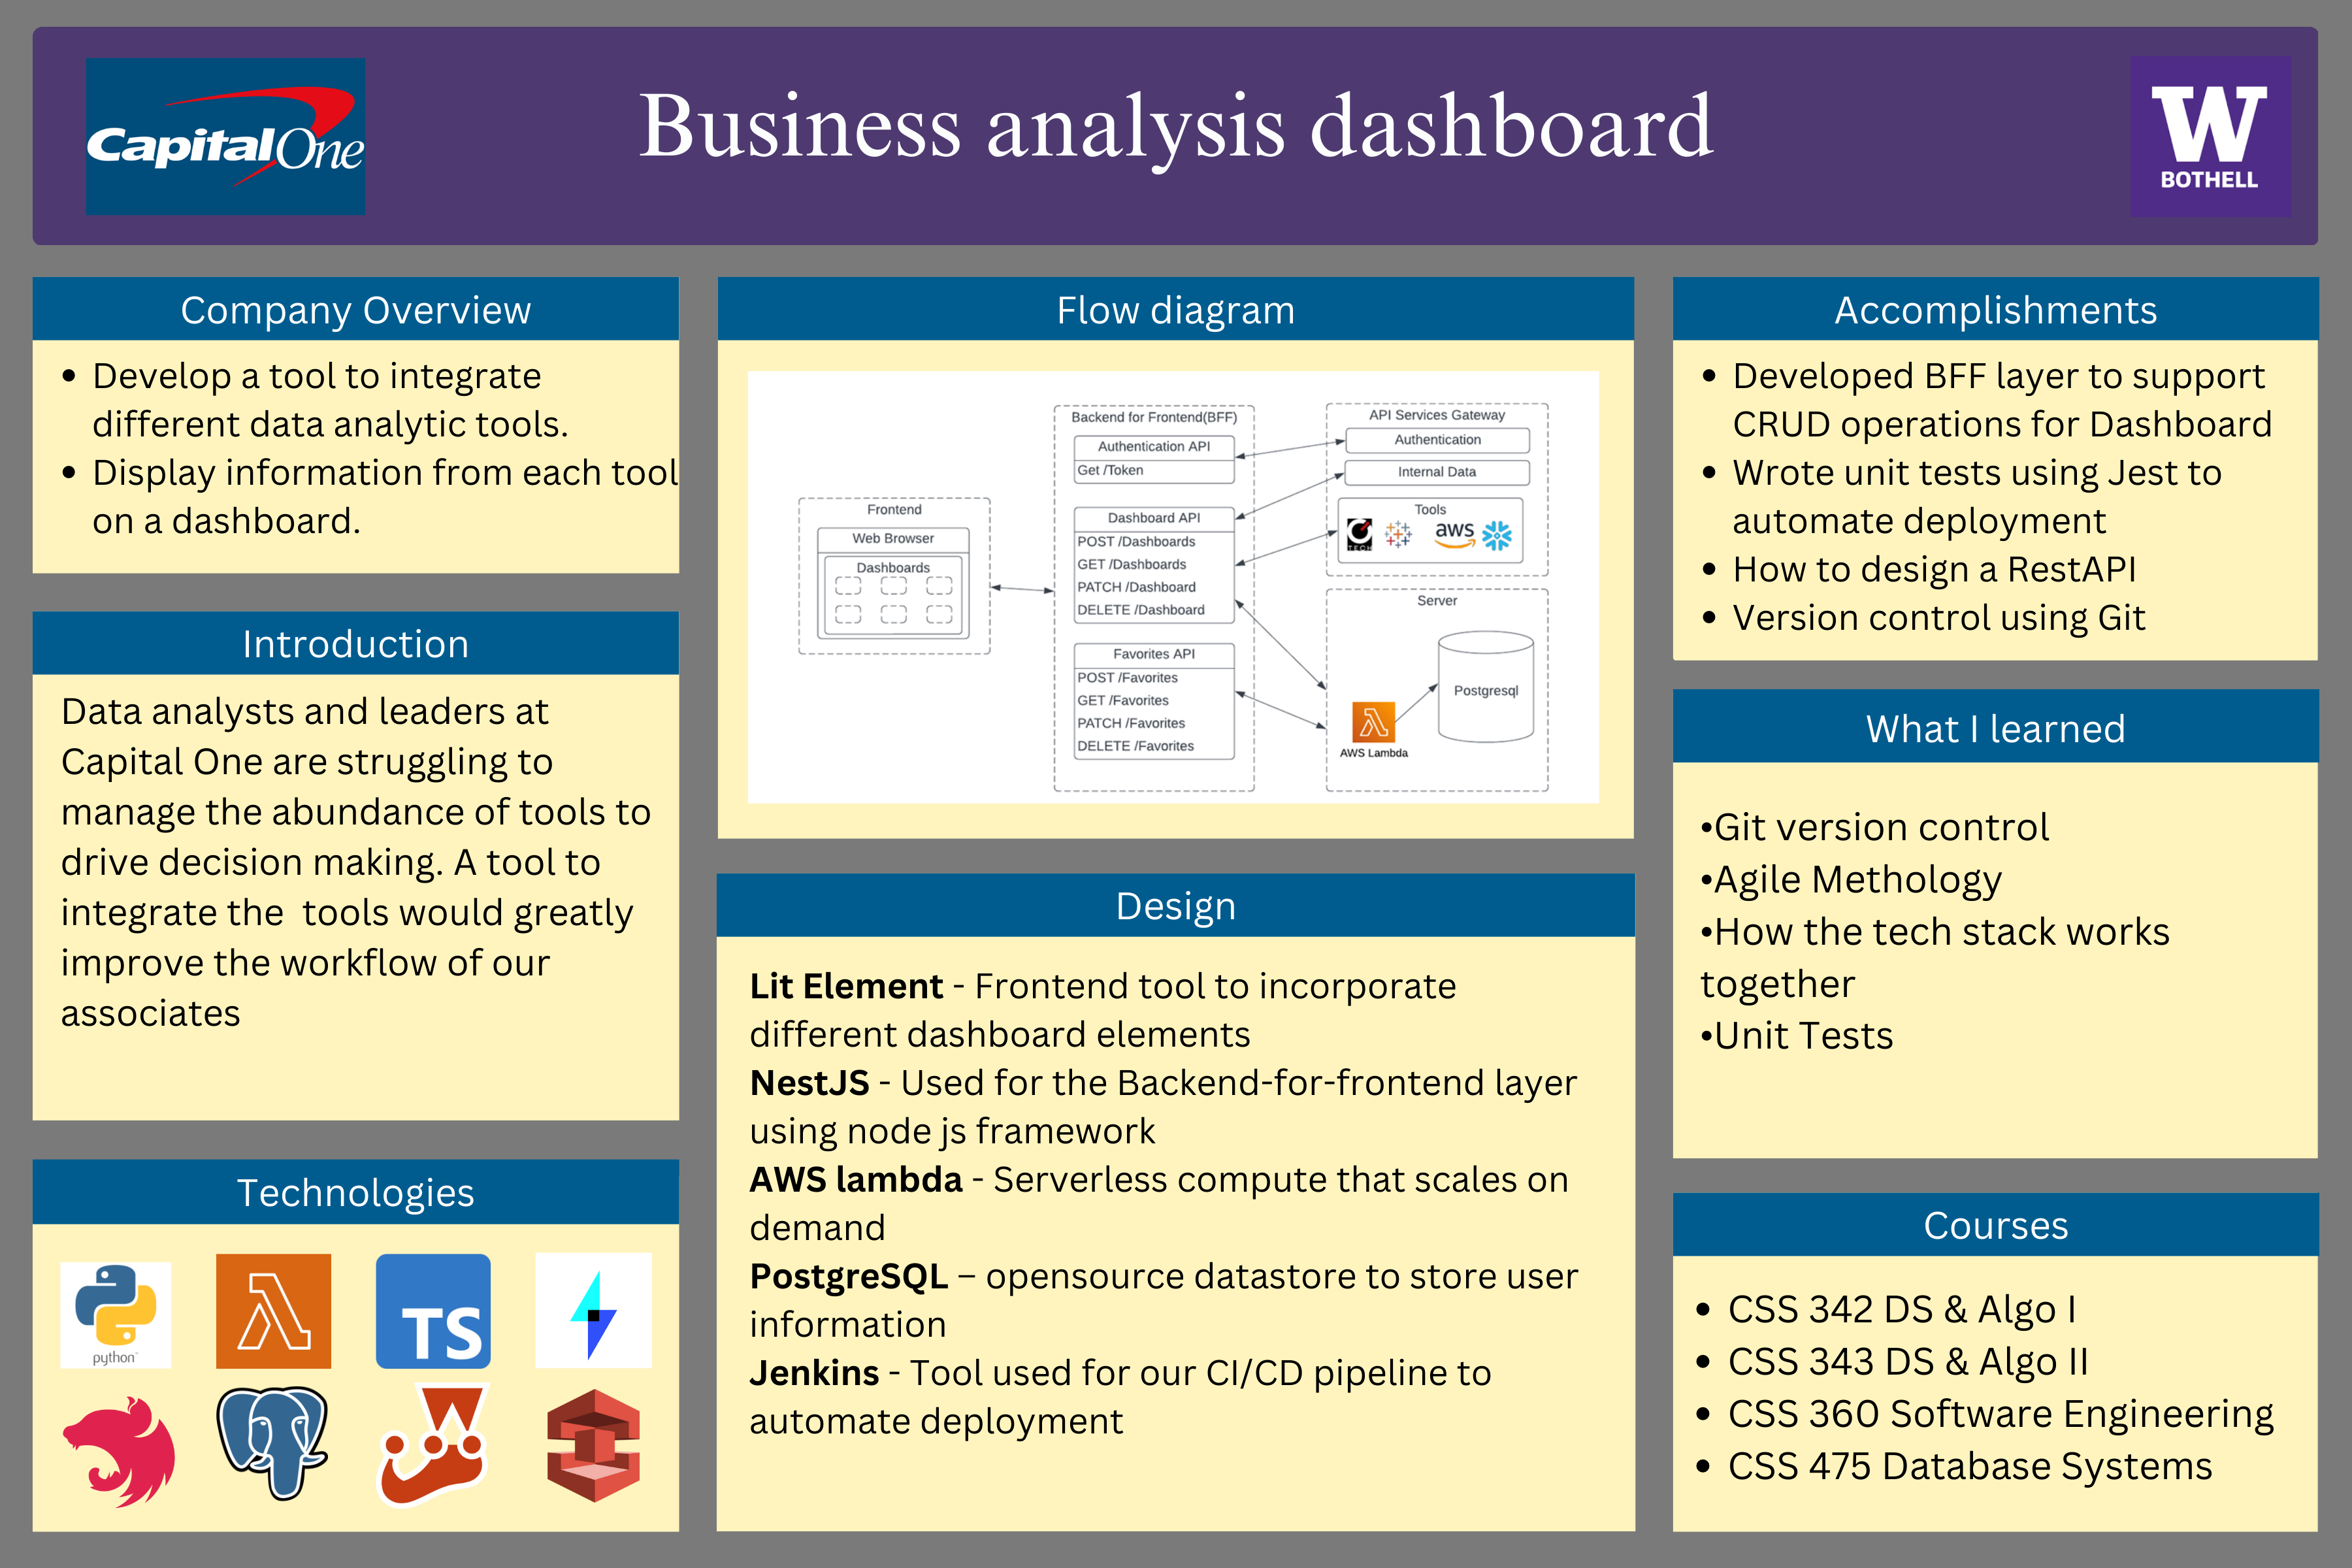 Capital One
Business analysis dashboard
W
BOTHELL
Company Overview
• Develop a tool to integrate
different data analytic tools.
• Display information from each tool
on a dashboard.
Introduction
Data analysts and leaders at
Capital One are struggling to
manage the abundance of tools to
drive decision making. A tool to
integrate the  tools would greatly
improve the workflow of our
associates
Technologies
python
TS
Flow diagram
Frontend
Web Browser
Dashboards
Backend for Frontend(BFF)
Authentication API
Get /Token
Dashboard API
POST /Dashboards
GET /Dashboards
PATCH /Dashboard
DELETE /Dashboard
Favorites API
POST /Favorites
GET /Favorites
PATCH /Favorites
DELETE /Favorites
API Services Gateway
Authentication
Internal Data
Tools
TECH
aws
Server
Postgresql
AWS Lambda
Design
Lit Element - Frontend tool to incorporate
different dashboard elements
NestJS - Used for the Backend-for-frontend layer
using node js framework
AWS lambda - Serverless compute that scales on
demand
PostgreSQL – opensource datastore to store user
information
Jenkins - Tool used for our CI/CD pipeline to
automate deployment
Accomplishments
• Developed BFF layer to support
CRUD operations for Dashboard
• Wrote unit tests using Jest to
automate deployment
• How to design a RestAPI
• Version control using Git
What I learned
•Git version control
•Agile Methology
•How the tech stack works
together
•Unit Tests
Courses
• CSS 342 DS & Algo I
• CSS 343 DS & Algo II
• CSS 360 Software Engineering
• CSS 475 Database Systems